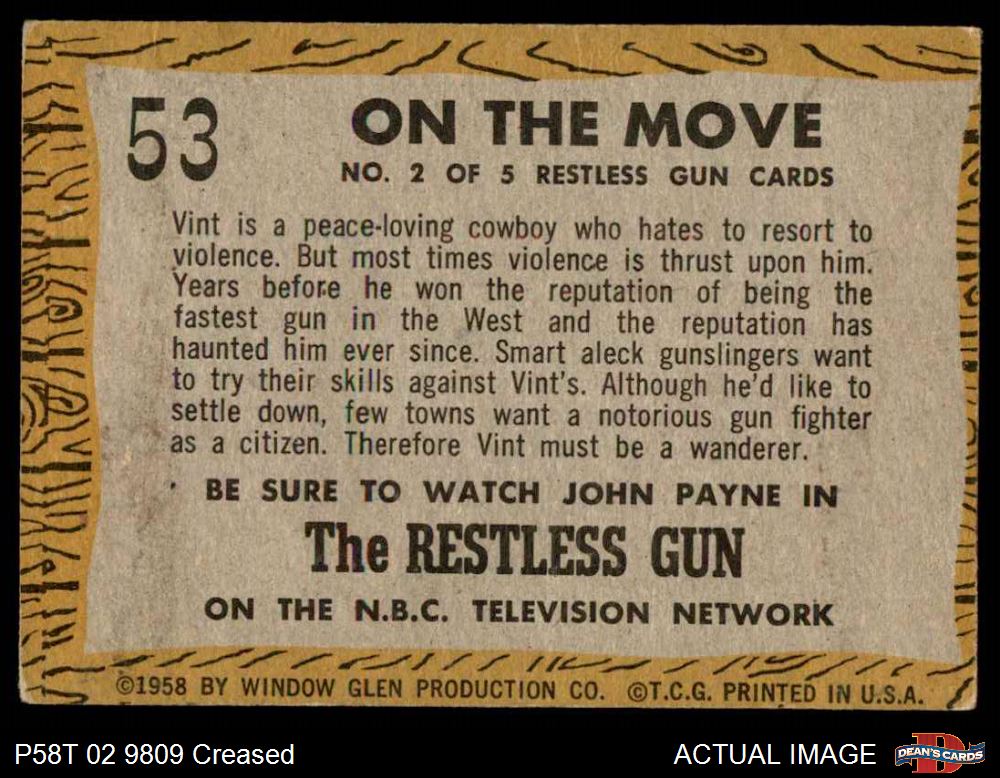 53
ON THE MOVE
NO. 2 OF 5 RESTLESS GUN CARDS
Vint is a peace-loving cowboy who hates to resort to
violence. But most times violence is thrust upon him.
Years before he won the reputation of being the
fastest gun in the West and the reputation has
haunted him ever since. Smart aleck gunslingers want
to try their skills against Vint's. Although he'd like to
settle down, few towns want a notorious gun fighter
as a citizen. Therefore Vint must be a wanderer.
BE SURE TO WATCH JOHN PAYNE IN
The RESTLESS GUN
ON THE N.B.C. TELEVISION NETWORK
©1958 BY WINDOW GLEN PRODUCTION CO. ©T.C.G. PRINTED IN U.S.A.
P58T 02 9809 Creased
ACTUAL IMAGE
DEAN'S CARDS